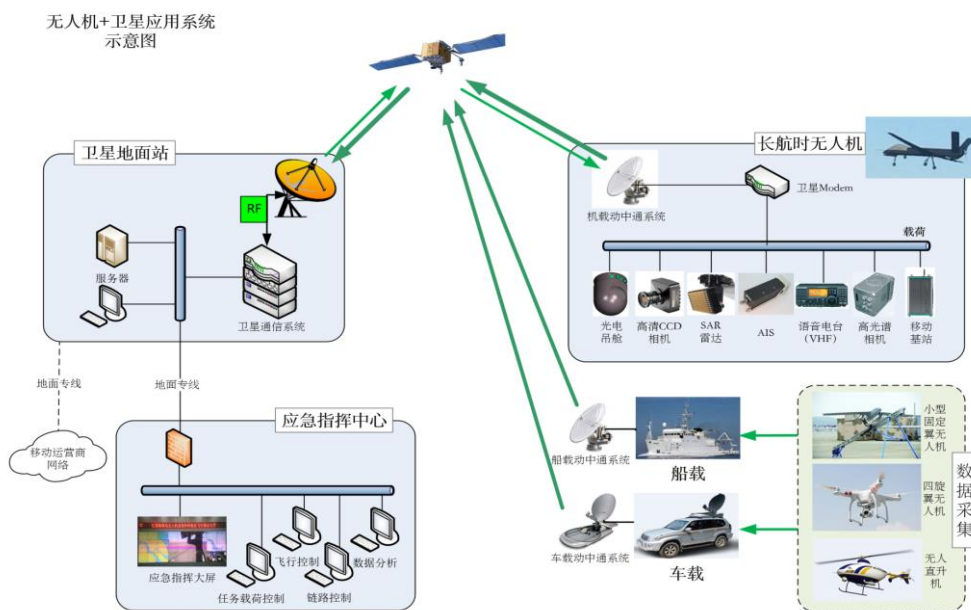 无人机+卫星应用系统
示意图
卫星地面站
RF
服务器
卫星通信系统
地面专线
地面专线
移动运营商
网络
应急指挥中心
应急指挥大屏
任务载荷控制
飞行控制
链路控制
数据分析
长航时无人机
机载动中通系统
卫星Modem
载荷
光电
吊舱
高清CCD
相机
SAR
雷达
AIS
语音电台
(VHF)
高光谱
相机
移动
基站
船载动中通系统
船载
车载动中通系统
车载
小型
固定
翼无
人机
四旋
翼无
人机
无人
直升
机
数
据
采
集